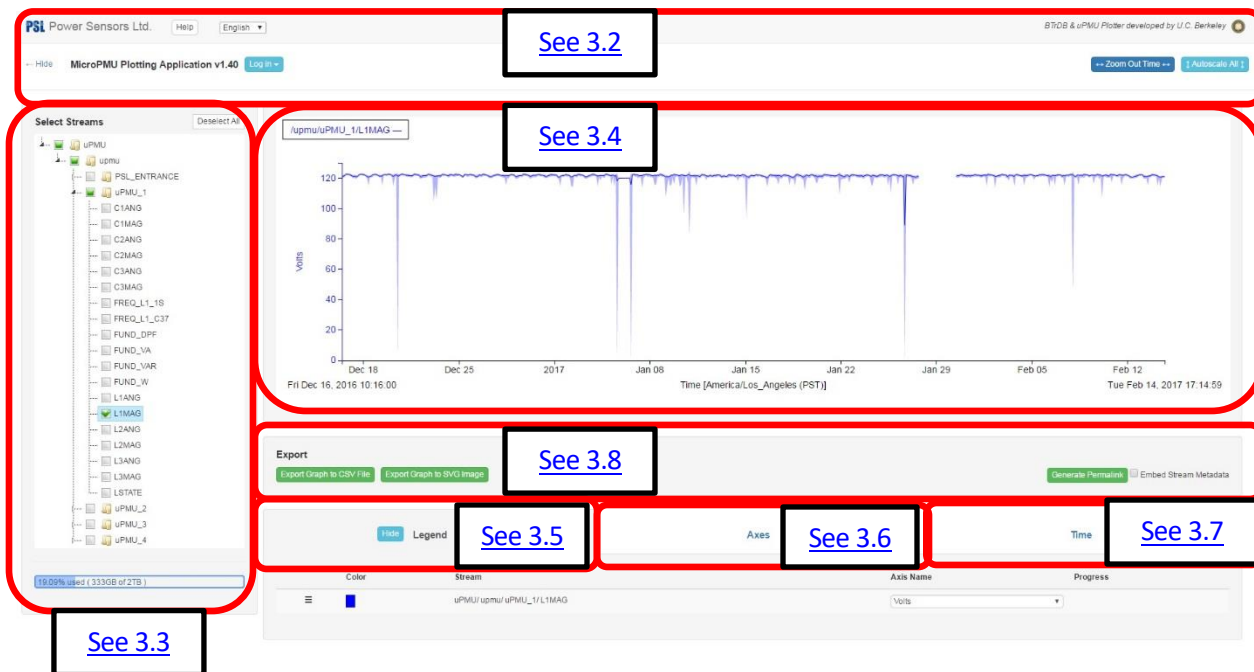 PSL Power Sensors Ltd. Help English
BTrDB & uPMU Plotter developed by U.C. Berkeley
See 3.2
← Hide MicroPMU Plotting Application v1.40 Log in
↔ Zoom Out Time ↔ ↕ Autoscale All ↕
Select Streams Deselect All
uPMU
upmu
PSL_ENTRANCE
uPMU_1
C1ANG
C1MAG
C2ANG
C2MAG
C3ANG
C3MAG
FREQ_L1_1S
FREQ_L1_C37
FUND_DPF
FUND_VA
FUND_VAR
FUND_W
L1ANG
L1MAG
L2ANG
L2MAG
L3ANG
L3MAG
LSTATE
uPMU_2
uPMU_3
uPMU_4
19.09% used ( 333GB of 2TB )
See 3.3
/upmu/uPMU_1/L1MAG —
See 3.4
120
100
80
60
40
20
0
Volts
Dec 18 Dec 25 2017 Jan 08 Jan 15 Jan 22 Jan 29 Feb 05 Feb 12
Fri Dec 16, 2016 10:16:00 Time [America/Los_Angeles (PST)] Tue Feb 14, 2017 17:14:59
Export
See 3.8
Export Graph to CSV File Export Graph to SVG Image Generate Permalink Embed Stream Metadata
Hide Legend See 3.5 Axes See 3.6 Time See 3.7
Color Stream Axis Name Progress
uPMU/upmu/uPMU_1/L1MAG Volts